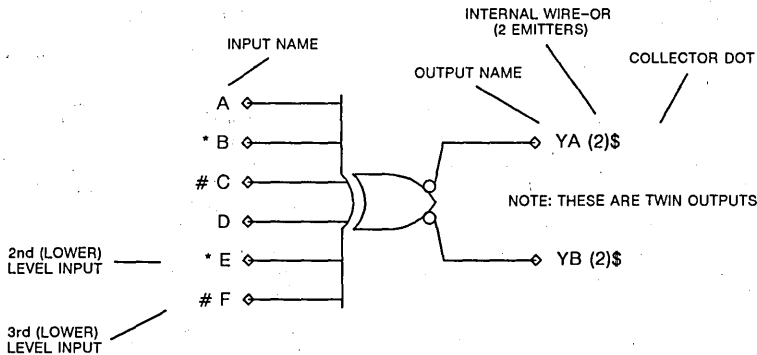 INTERNAL WIRE-OR
(2 EMITTERS)
INPUT NAME
COLLECTOR DOT
OUTPUT NAME
A
* B
YA (2)$
# C
NOTE: THESE ARE TWIN OUTPUTS
D
2nd (LOWER)
LEVEL INPUT
* E
YB (2)$
# F
3rd (LOWER)
LEVEL INPUT